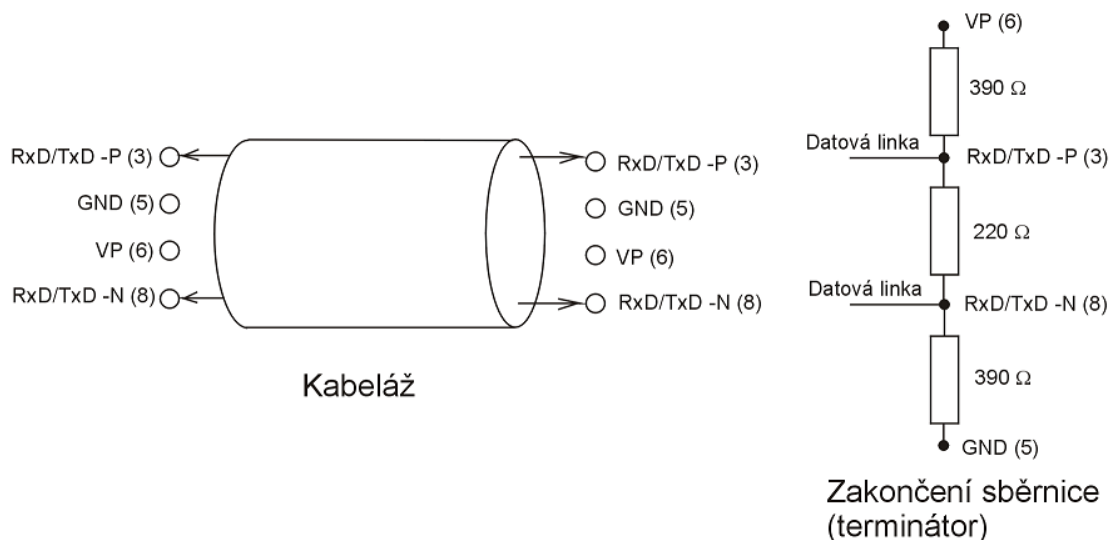 RxD/TxD -P (3)
GND (5)
VP (6)
RxD/TxD -N (8)
RxD/TxD -P (3)
GND (5)
VP (6)
RxD/TxD -N (8)
Kabeláž
VP (6)
390 Ω
Datová linka
RxD/TxD -P (3)
220 Ω
Datová linka
RxD/TxD -N (8)
390 Ω
GND (5)
Zakončení sběrnice
(terminátor)